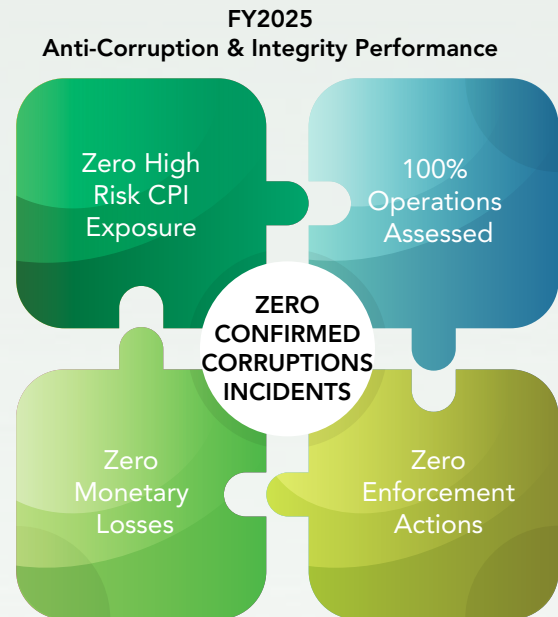 FY2025
Anti-Corruption & Integrity Performance
Zero High
Risk CPI
Exposure
100%
Operations
Assessed
ZERO
CONFIRMED
CORRUPTIONS
INCIDENTS
Zero
Monetary
Losses
Zero
Enforcement
Actions